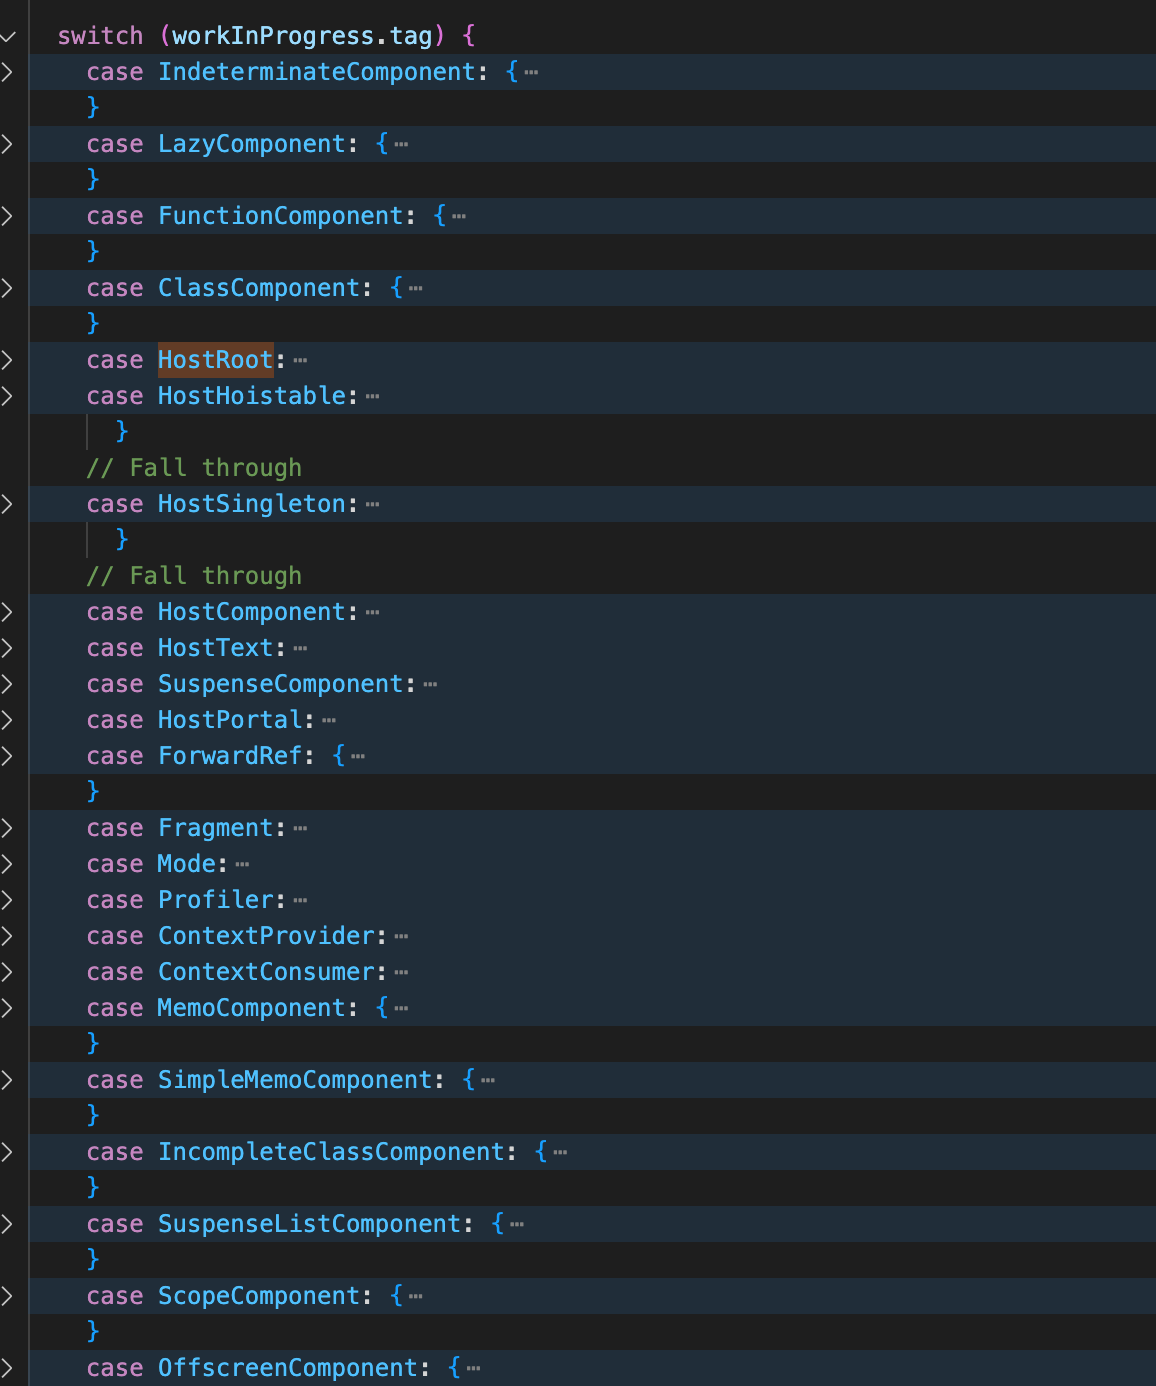 switch (workInProgress.tag) {
case IndeterminateComponent: {⋯
}
case LazyComponent: {⋯
}
case FunctionComponent: {⋯
}
case ClassComponent: {⋯
}
case HostRoot:⋯
case HostHoistable:⋯
}
// Fall through
case HostSingleton:⋯
}
// Fall through
case HostComponent:⋯
case HostText:⋯
case SuspenseComponent:⋯
case HostPortal:⋯
case ForwardRef: {⋯
}
case Fragment:⋯
case Mode:⋯
case Profiler:⋯
case ContextProvider:⋯
case ContextConsumer:⋯
case MemoComponent: {⋯
}
case SimpleMemoComponent: {⋯
}
case IncompleteClassComponent: {⋯
}
case SuspenseListComponent: {⋯
}
case ScopeComponent: {⋯
}
case OffscreenComponent: {⋯